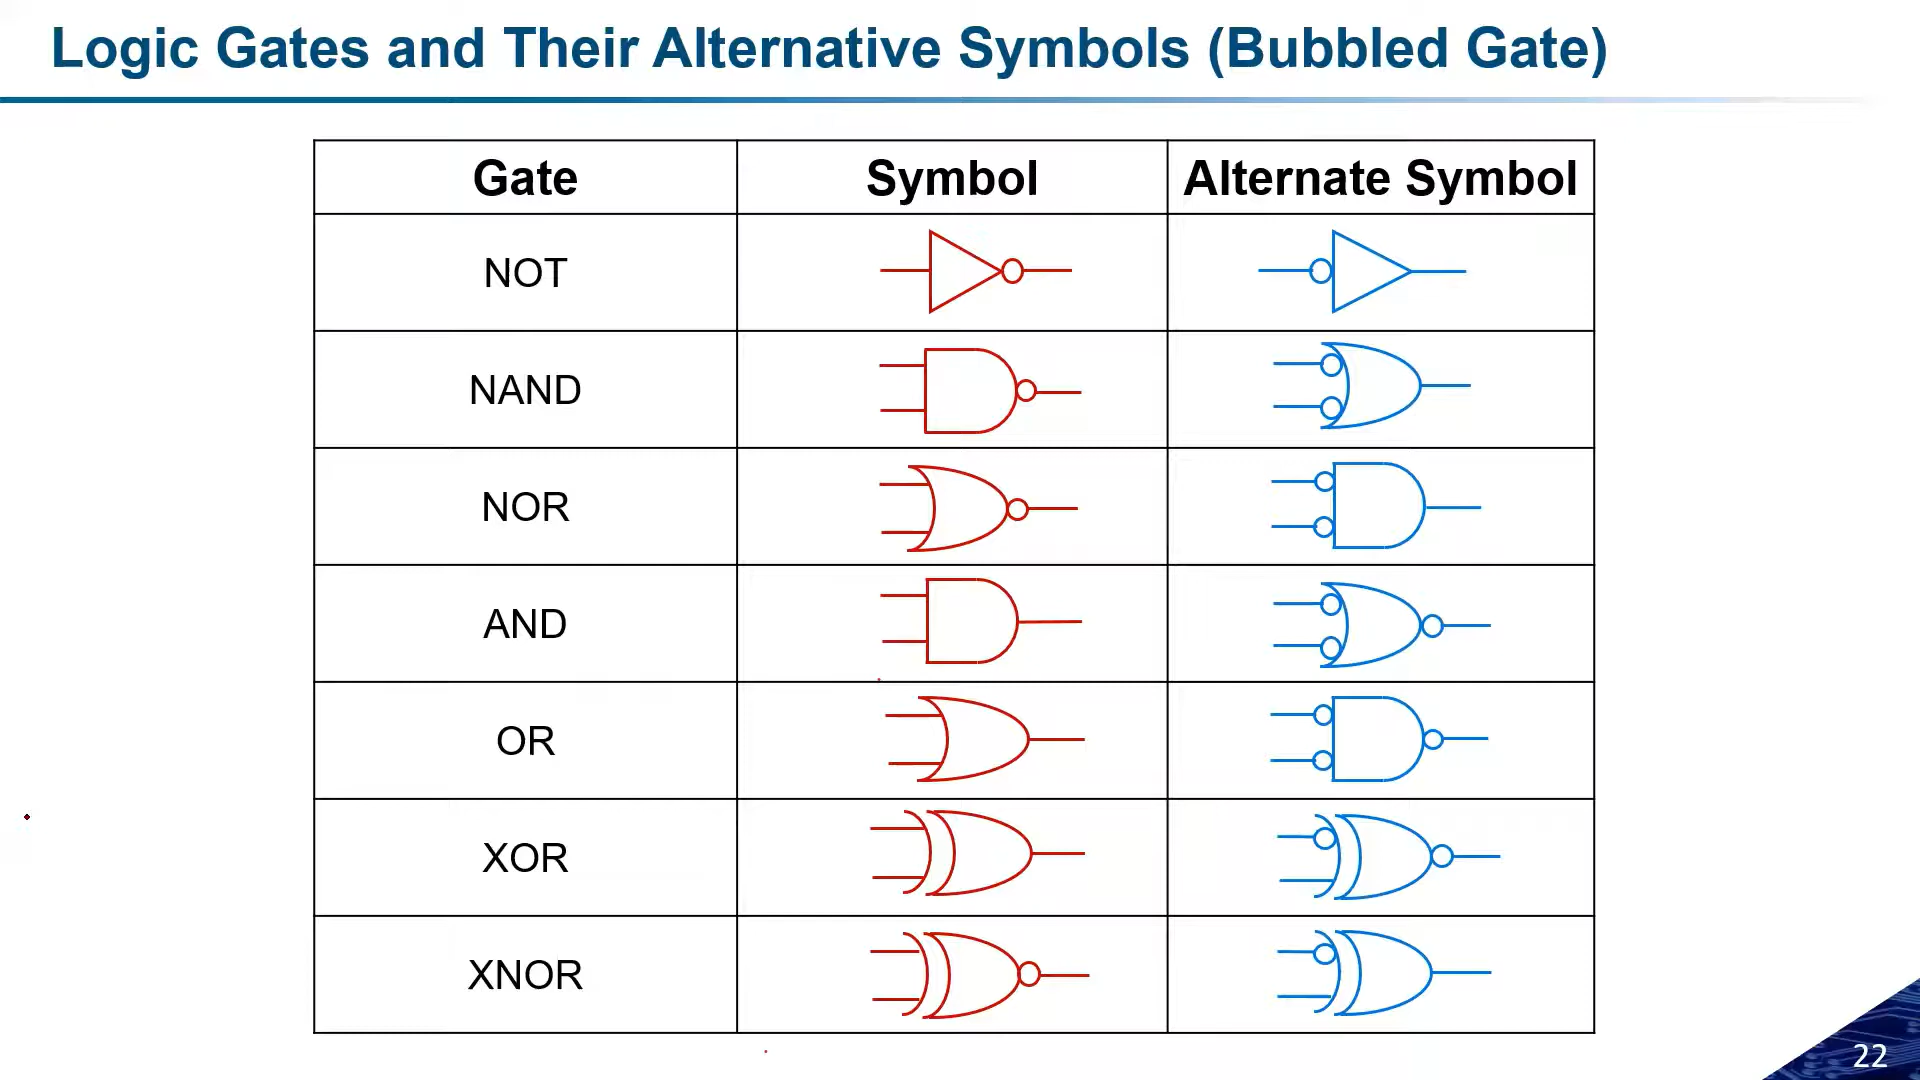 Logic Gates and Their Alternative Symbols (Bubbled Gate)
Gate Symbol Alternate Symbol
NOT
NAND
NOR
AND
OR
XOR
XNOR
22